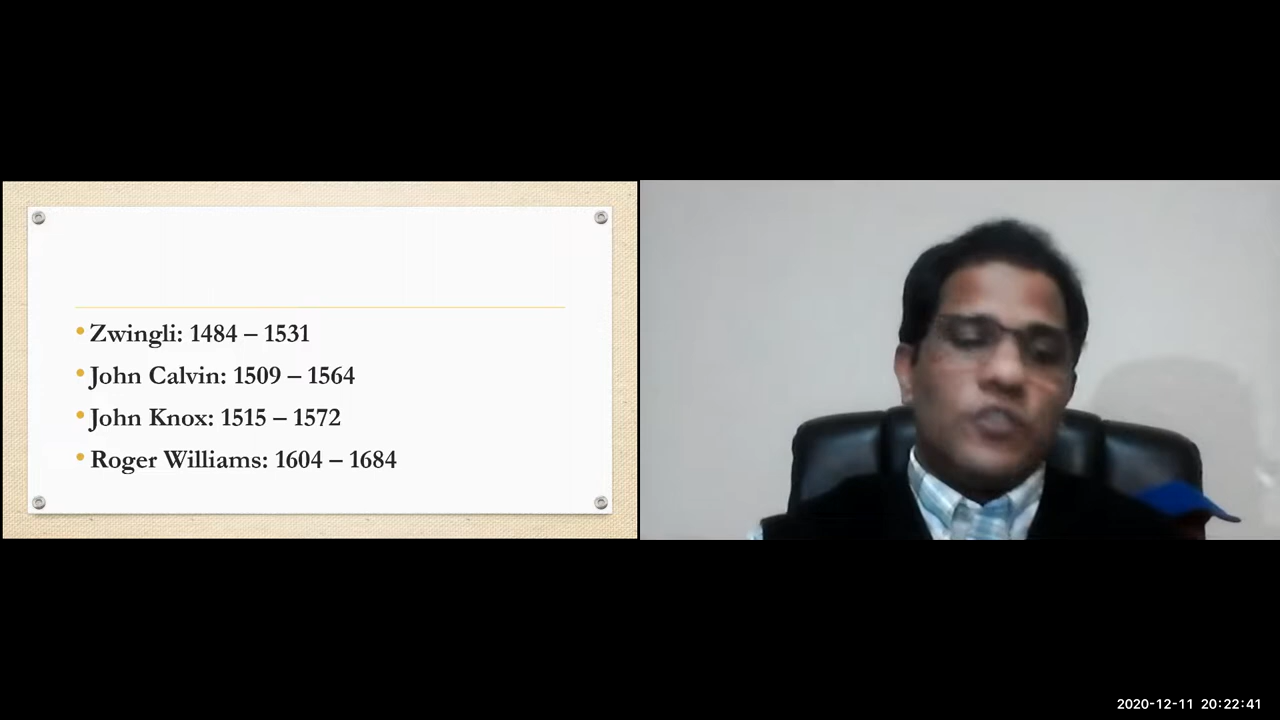 • Zwingli: 1484 – 1531
• John Calvin: 1509 – 1564
• John Knox: 1515 – 1572
• Roger Williams: 1604 – 1684
2020-12-11 20:22:41